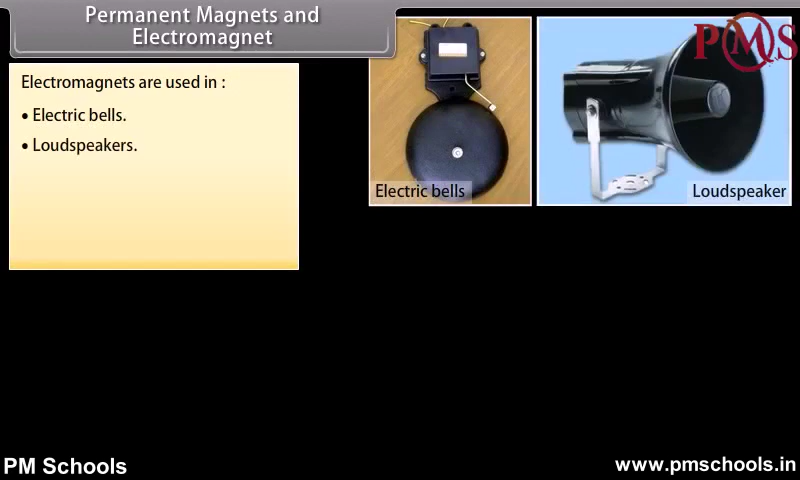 Permanent Magnets and
Electromagnet
PMS
Electromagnets are used in :
• Electric bells.
• Loudspeakers.
Electric bells
Loudspeaker
PM Schools
www.pmschools.in